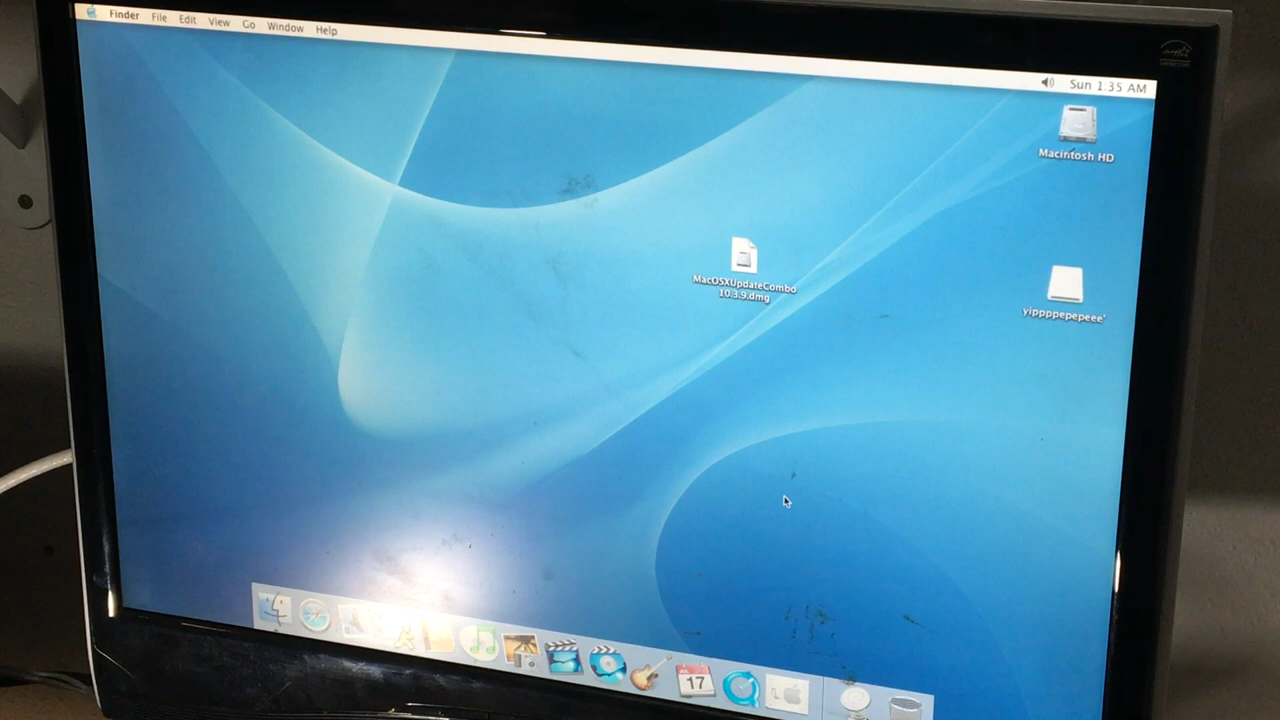 Finder File Edit View Go Window Help
Sun 1:35 AM
Macintosh HD
MacOSXUpdateCombo
10.3.9.dmg
yippppepepeee'
17